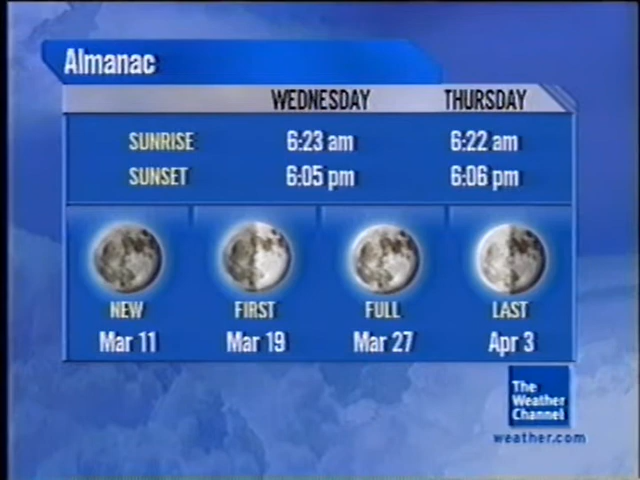 Almanac
WEDNESDAY THURSDAY
SUNRISE 6:23 am 6:22 am
SUNSET 6:05 pm 6:06 pm
NEW FIRST FULL LAST
Mar 11 Mar 19 Mar 27 Apr 3
The
Weather
Channel
weather.com